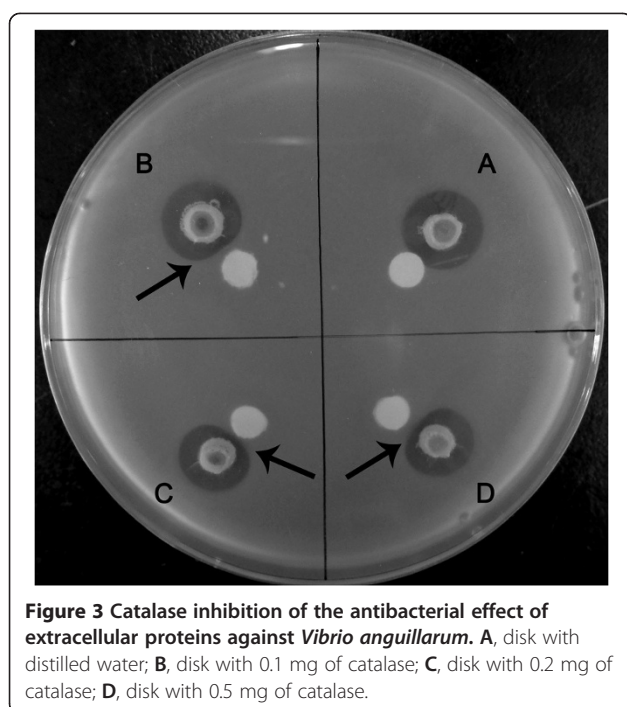 B
A
C
D
Figure 3 Catalase inhibition of the antibacterial effect of
extracellular proteins against Vibrio anguillarum. A, disk with
distilled water; B, disk with 0.1 mg of catalase; C, disk with 0.2 mg of
catalase; D, disk with 0.5 mg of catalase.